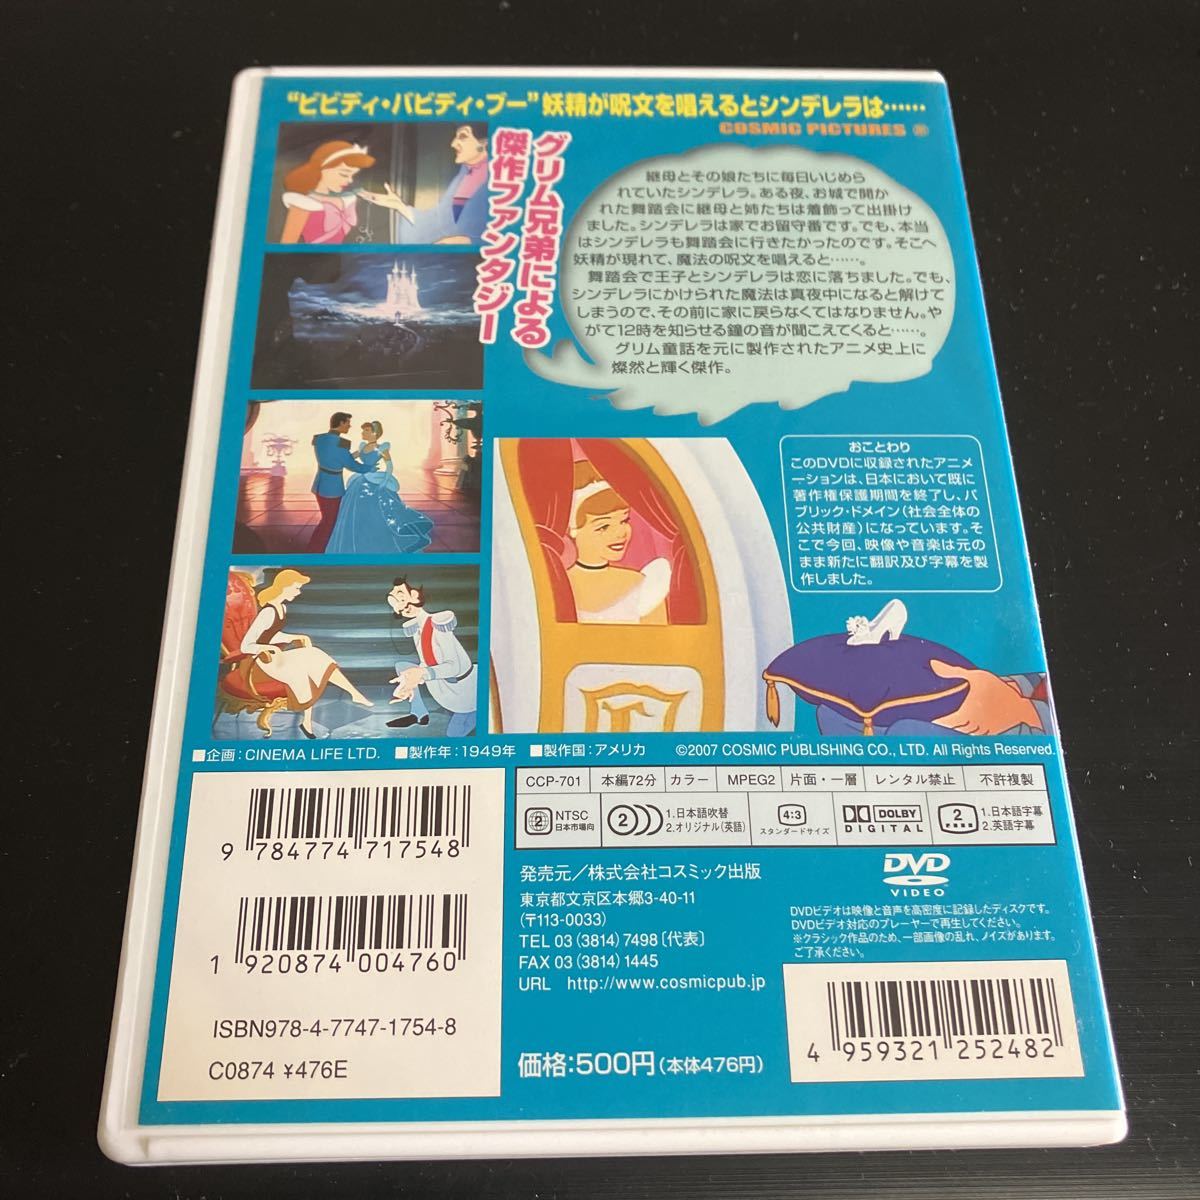 “ビビディ・バビディ・ブー”妖精が呪文を唱えるとシンデレラは……
COSMIC PICTURES
グリム兄弟による
傑作ファンタジー
継母とその娘たちに毎日いじめら
れていたシンデレラ。ある夜、お城で開か
れた舞踏会に継母と姉たちは着飾って出掛け
ました。シンデレラは家でお留守番です。でも、本当
はシンデレラも舞踏会に行きたかったのです。そこへ
妖精が現れて、魔法の呪文を唱えると……。
舞踏会で王子とシンデレラは恋に落ちました。でも、
シンデレラにかけられた魔法は真夜中になると解けて
しまうので、その前に家に戻らなくてはなりません。や
がて12時を知らせる鐘の音が聞こえてくると……。
グリム童話を元に製作されたアニメ史上に
燦然と輝く傑作。
おことわり
このDVDに収録されたアニメ
ーションは、日本において既に
著作権保護期間を終了し、パ
ブリック・ドメイン(社会全体の
公共財産)になっています。そ
こで今回、映像や音楽は元の
まま新たに翻訳及び字幕を製
作しました。
■企画:CINEMA LIFE LTD. ■製作年:1949年 ■製作国:アメリカ ©2007 COSMIC PUBLISHING CO., LTD. All Rights Reserved.
CCP-701 本編72分 カラー MPEG2 片面・一層 レンタル禁止 不許複製
2 NTSC 日本市場向
2 1.日本語吹替 2.オリジナル(英語)
4:3 スタンダードサイズ
DOLBY DIGITAL
2 1.日本語字幕 2.英語字幕
9 784774 717548
1 920874 004760
ISBN978-4-7747-1754-8
C0874 ¥476E
発売元/株式会社コスミック出版
東京都文京区本郷3-40-11
(〒113-0033)
TEL 03(3814)7498〔代表〕
FAX 03(3814)1445
URL http://www.cosmicpub.jp
価格:500円(本体476円)
DVD VIDEO
DVDビデオは映像と音声を高密度に記録したディスクです。
DVDビデオ対応のプレーヤーで再生してください。
※クラシック作品のため、一部画像の乱れ、ノイズがあります。
ご了承ください。
4 959321 252482